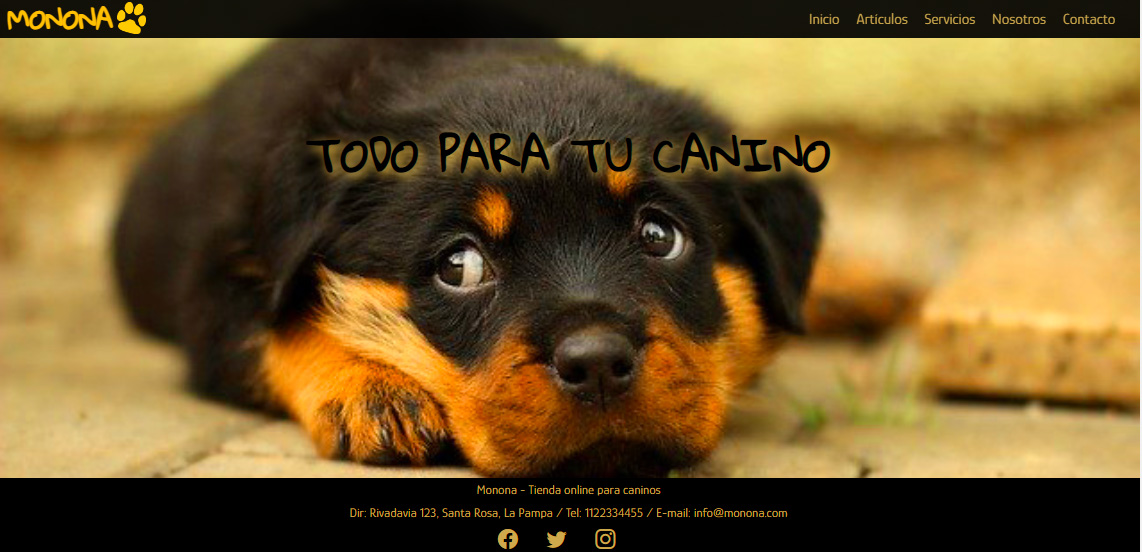 MONONA
Inicio Artículos Servicios Nosotros Contacto
TODO PARA TU CANINO
Monona - Tienda online para caninos
Dir: Rivadavia 123, Santa Rosa, La Pampa / Tel: 1122334455 / E-mail: info@monona.com